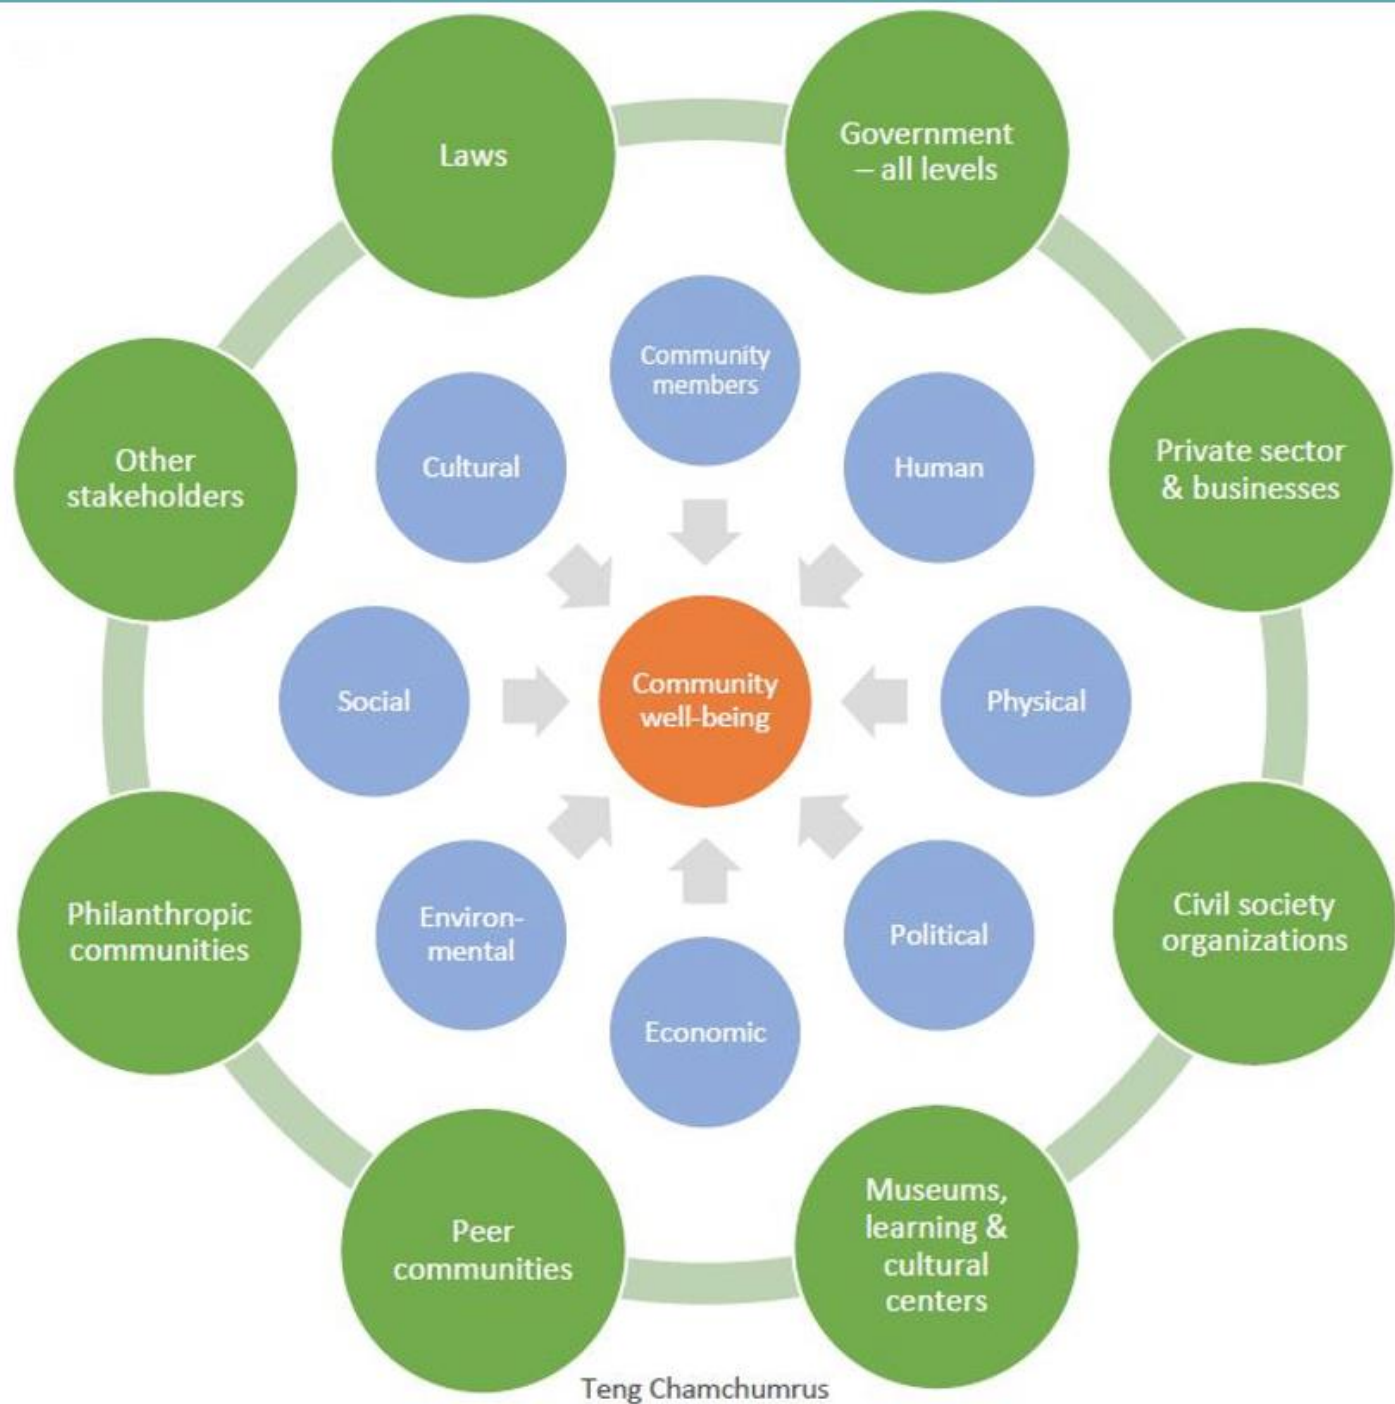 Laws
Government
– all levels
Community
members
Cultural
Human
Other
stakeholders
Private sector
& businesses
Social
Community
well-being
Physical
Philanthropic
communities
Environ-
mental
Political
Civil society
organizations
Economic
Peer
communities
Museums,
learning &
cultural
centers
Teng Chamchumrus